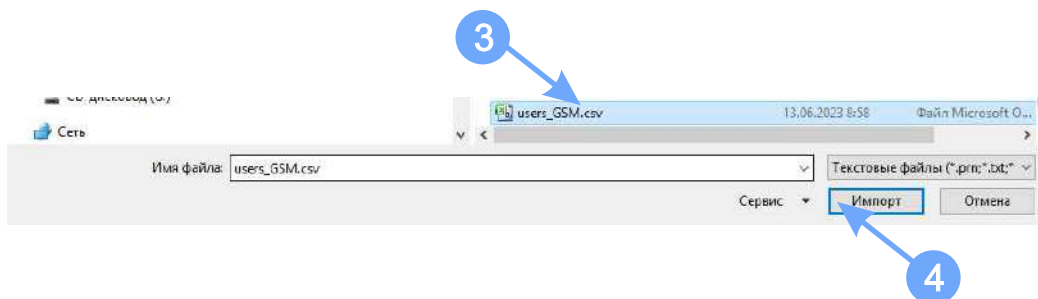 3
Сеть
users_GSM.csv 13.06.2023 8:58 Файл Microsoft O...
Имя файла: users_GSM.csv Текстовые файлы (*.prn;*.txt;*
Сервис Импорт Отмена
4